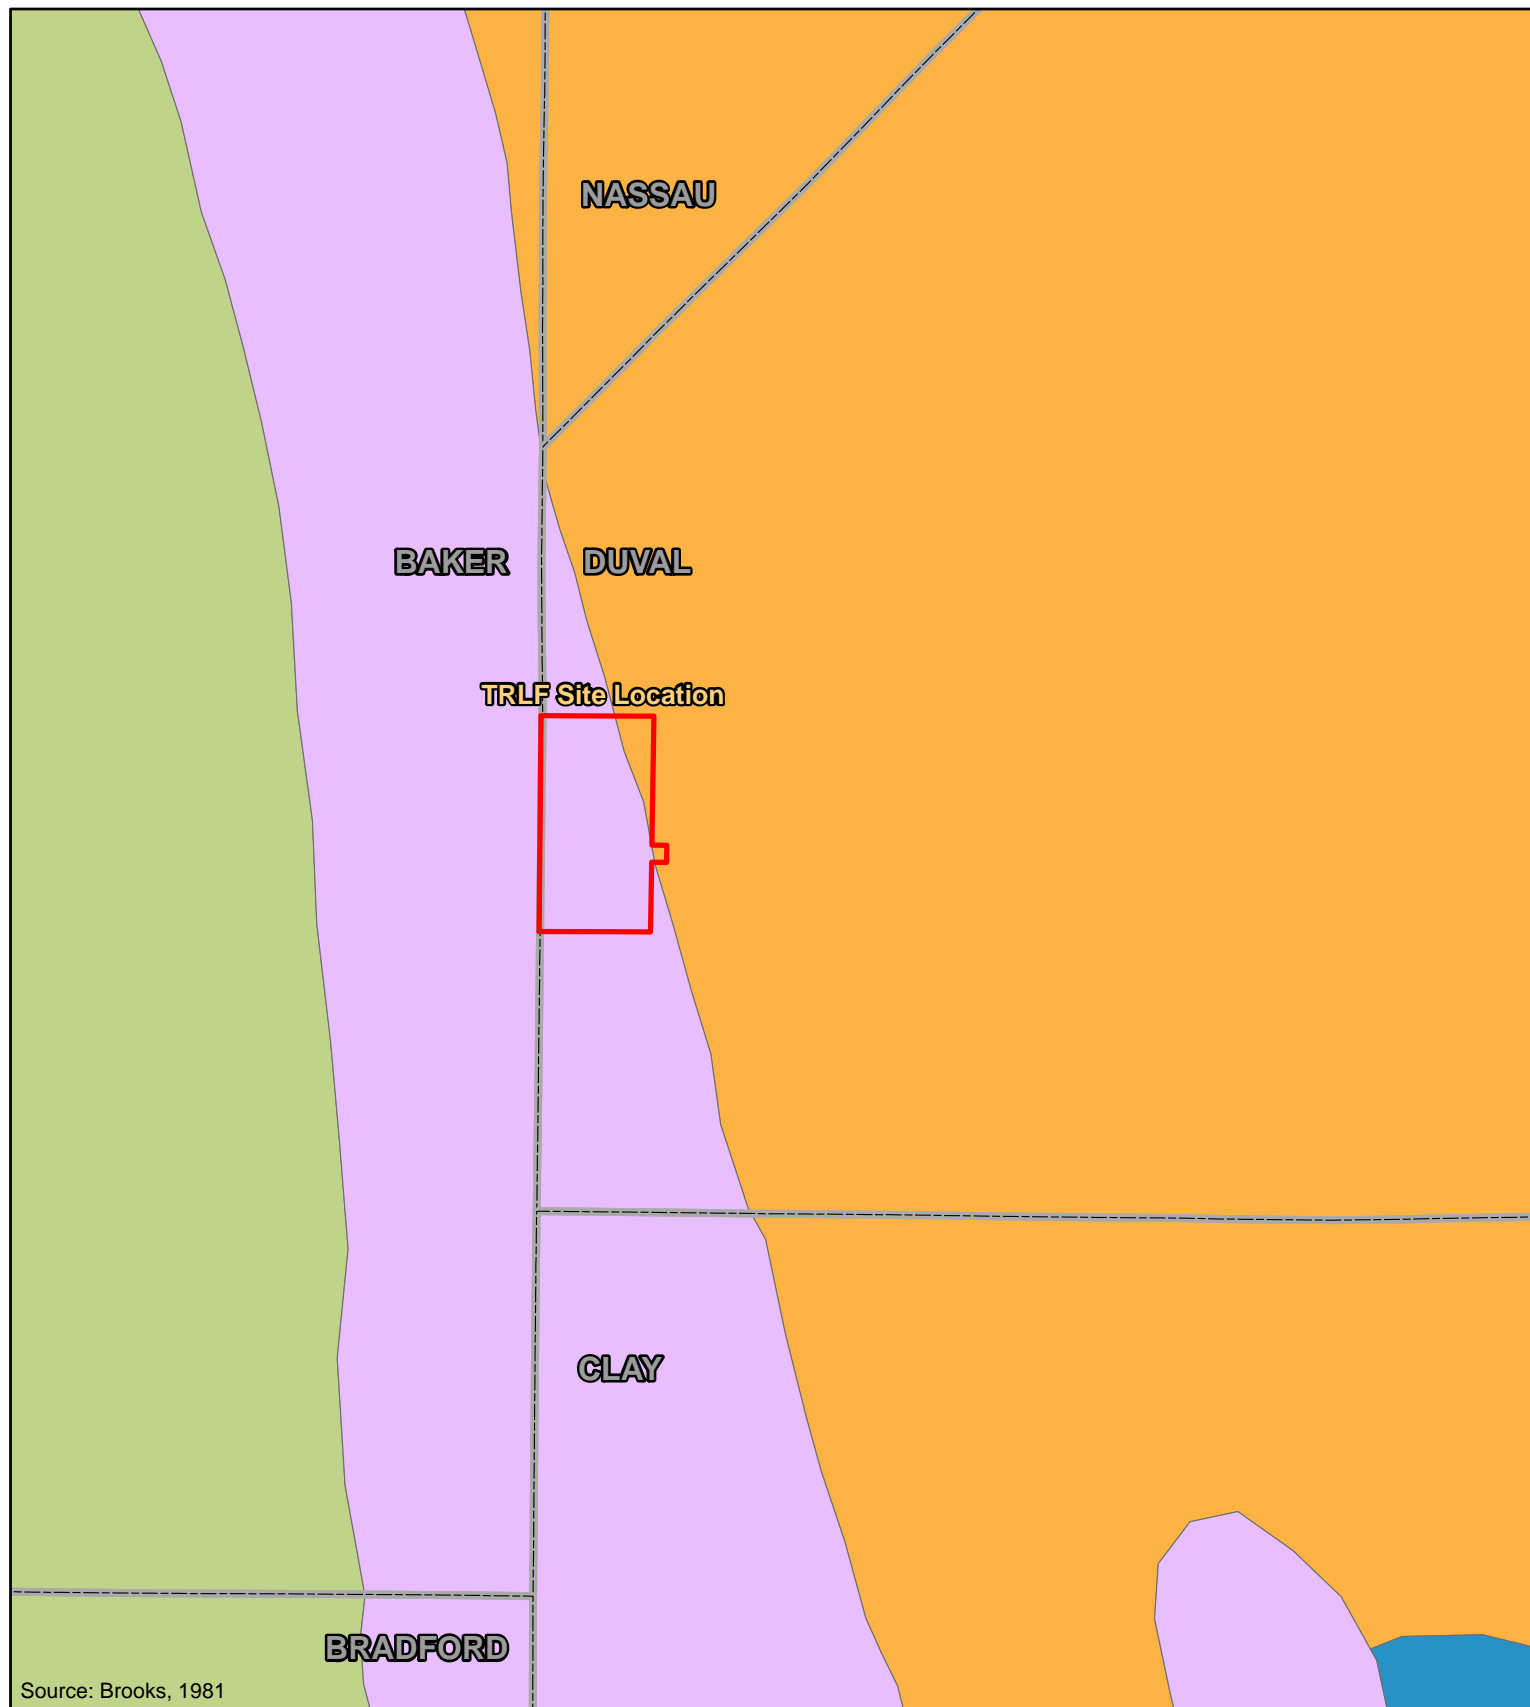 NASSAU
BAKER
DUVAL
TRLF Site Location
CLAY
BRADFORD
Source: Brooks, 1981